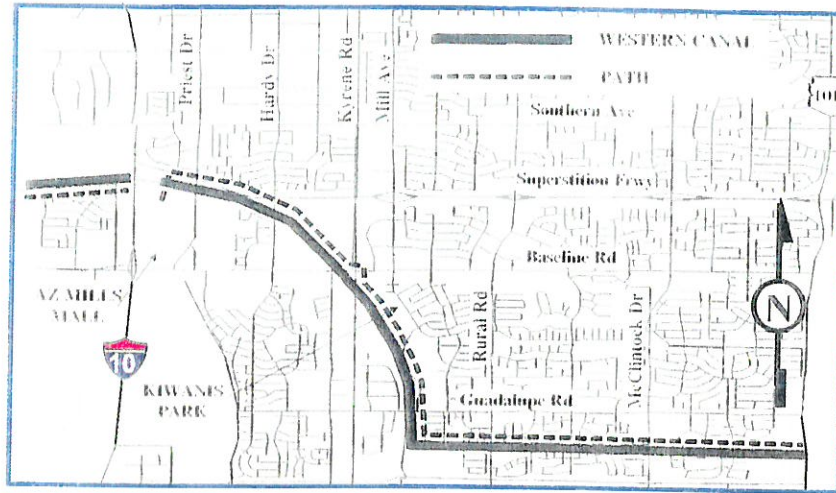 WESTERN CANAL
PATH
101
Priest Dr
Hardy Dr
Kyrene Rd
Mill Ave
Southern Ave
Superstition Frwy
Baseline Rd
AZ MILLS
MALL
10
KIWANIS
PARK
Rural Rd
McClintock Dr
Guadalupe Rd
N